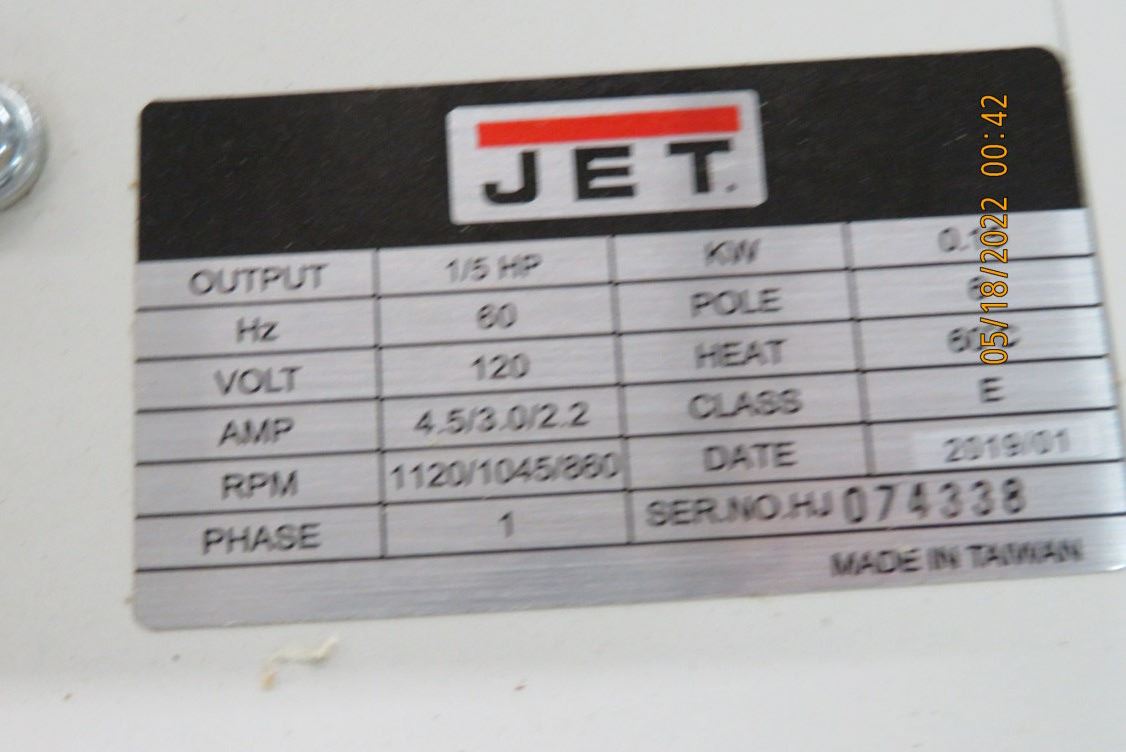 JET
OUTPUT 1/5 HP KW
Hz 60 POLE
VOLT 120 HEAT
AMP 4.5/3.0/2.2 CLASS E
RPM 1120/1045/860 DATE 2019/01
PHASE 1 SER.NO.HJ 074338
MADE IN TAIWAN
05/18/2022 00:42